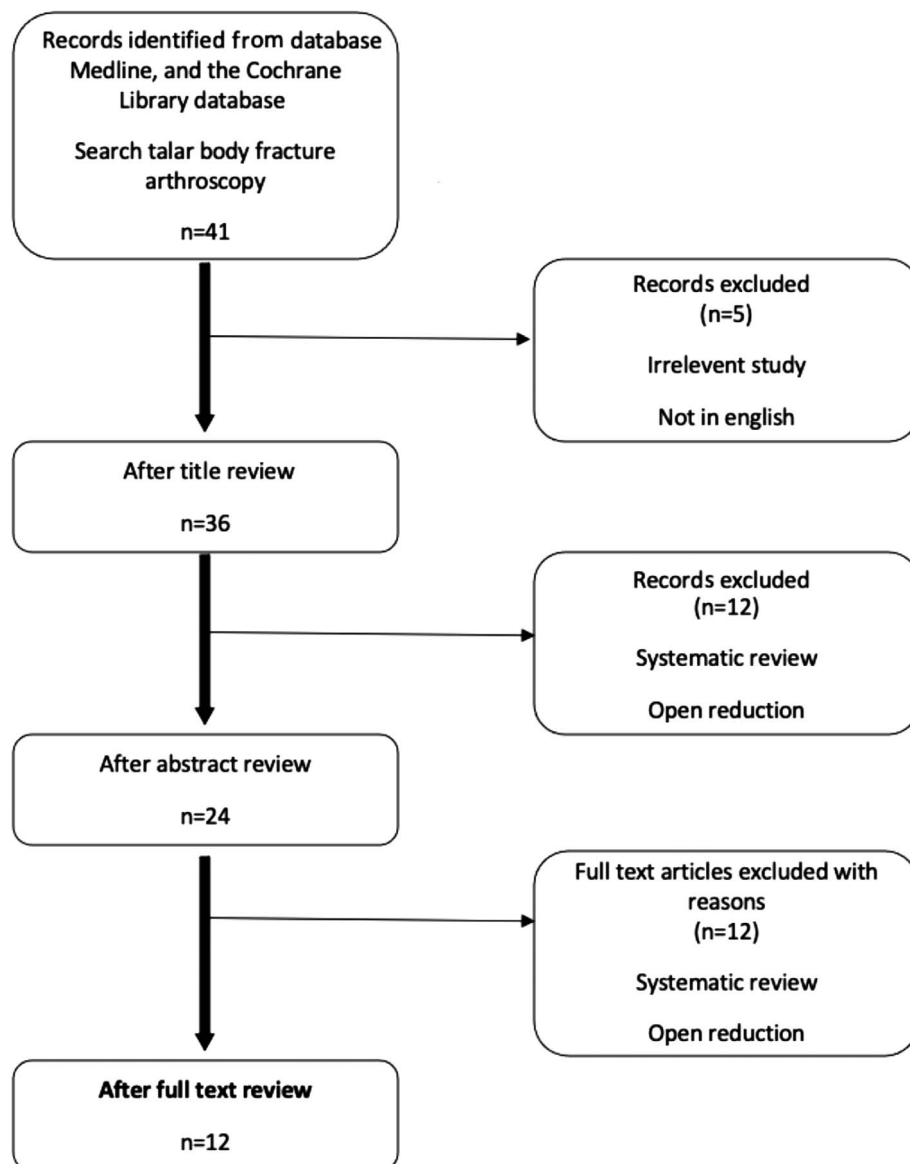 Records identified from database
Medline, and the Cochrane
Library database
Search talar body fracture
arthroscopy
n=41
Records excluded
(n=5)
Irrelevent study
Not in english
After title review
n=36
Records excluded
(n=12)
Systematic review
Open reduction
After abstract review
n=24
Full text articles excluded with
reasons
(n=12)
Systematic review
Open reduction
After full text review
n=12